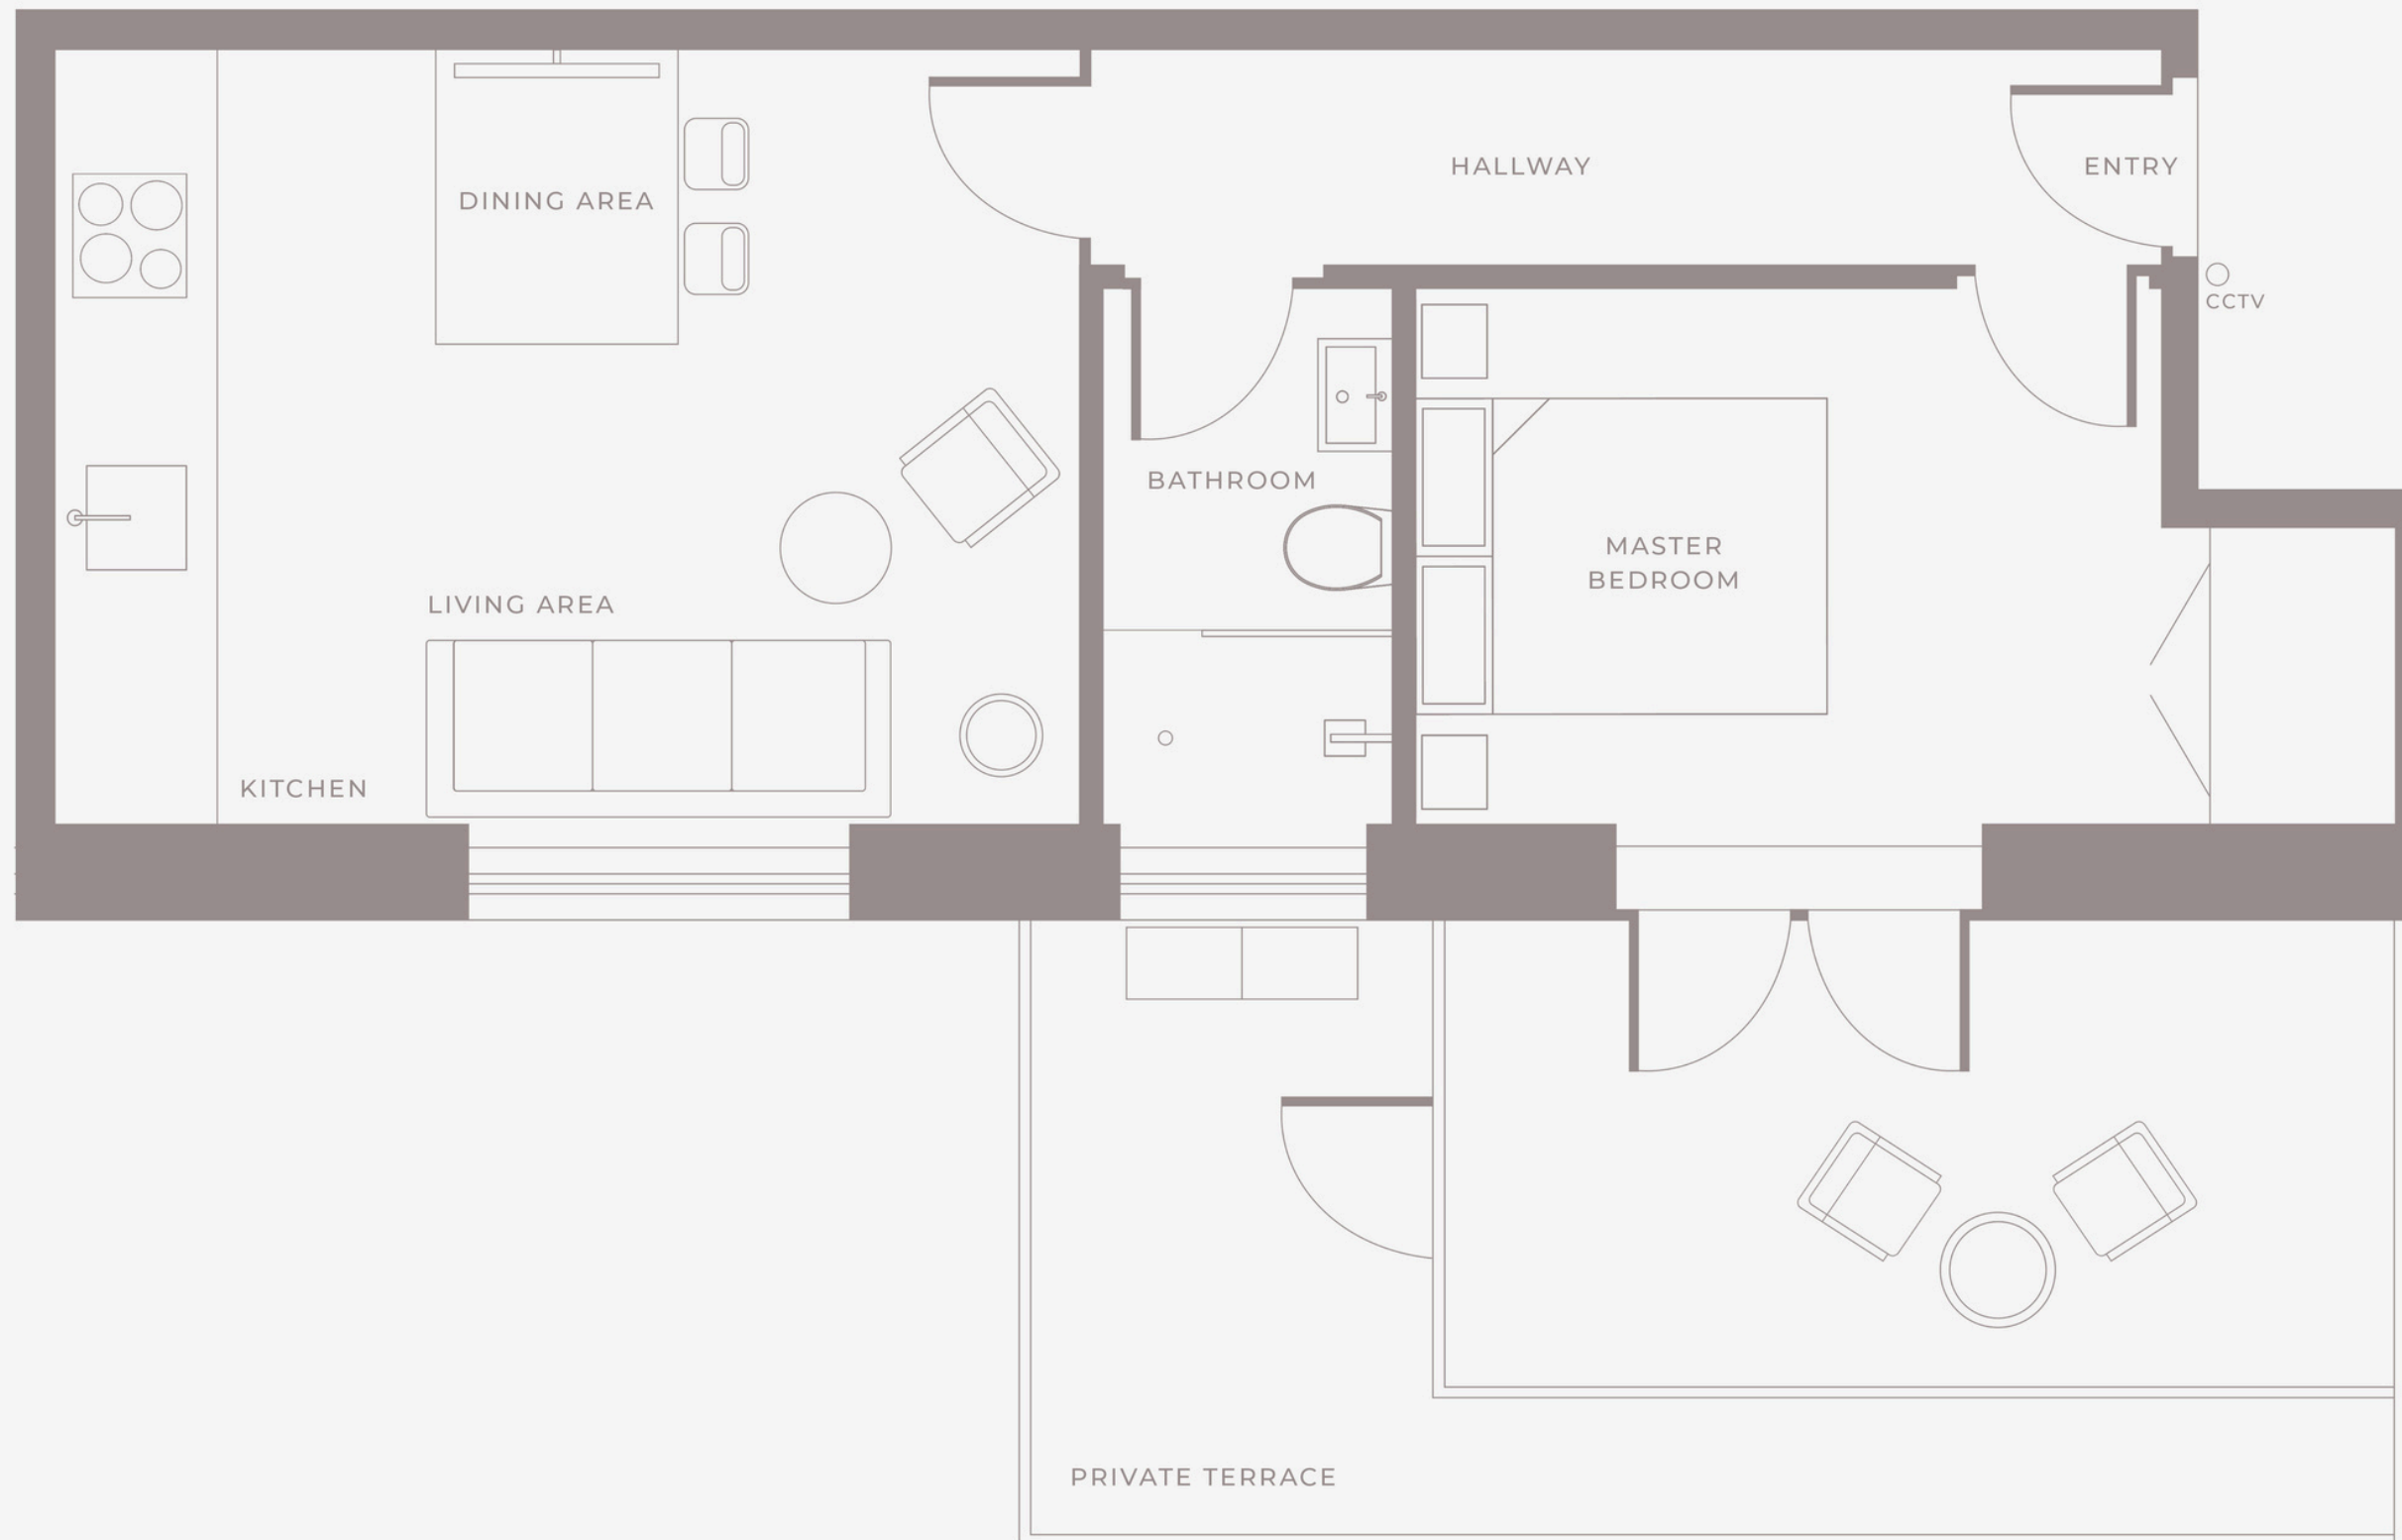 HALLWAY
ENTRY
DINING AREA
CCTV
BATHROOM
MASTER
BEDROOM
LIVING AREA
KITCHEN
PRIVATE TERRACE